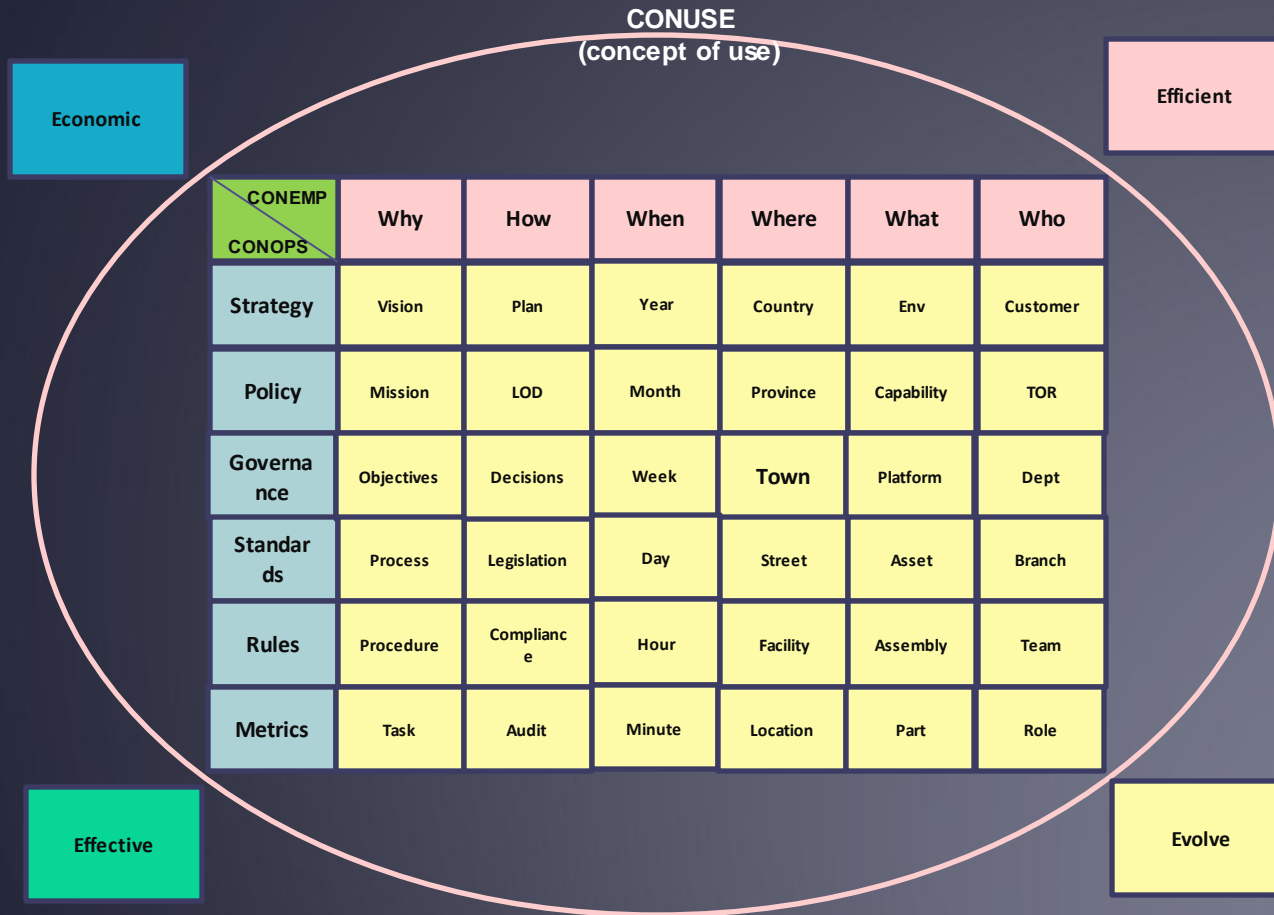 CONUSE
(concept of use)
Economic
Efficient
CONEMP
CONOPS
Why
How
When
Where
What
Who
Strategy
Vision
Plan
Year
Country
Env
Customer
Policy
Mission
LOD
Month
Province
Capability
TOR
Governa
nce
Objectives
Decisions
Week
Town
Platform
Dept
Standar
ds
Process
Legislation
Day
Street
Asset
Branch
Rules
Procedure
Complianc
e
Hour
Facility
Assembly
Team
Metrics
Task
Audit
Minute
Location
Part
Role
Effective
Evolve